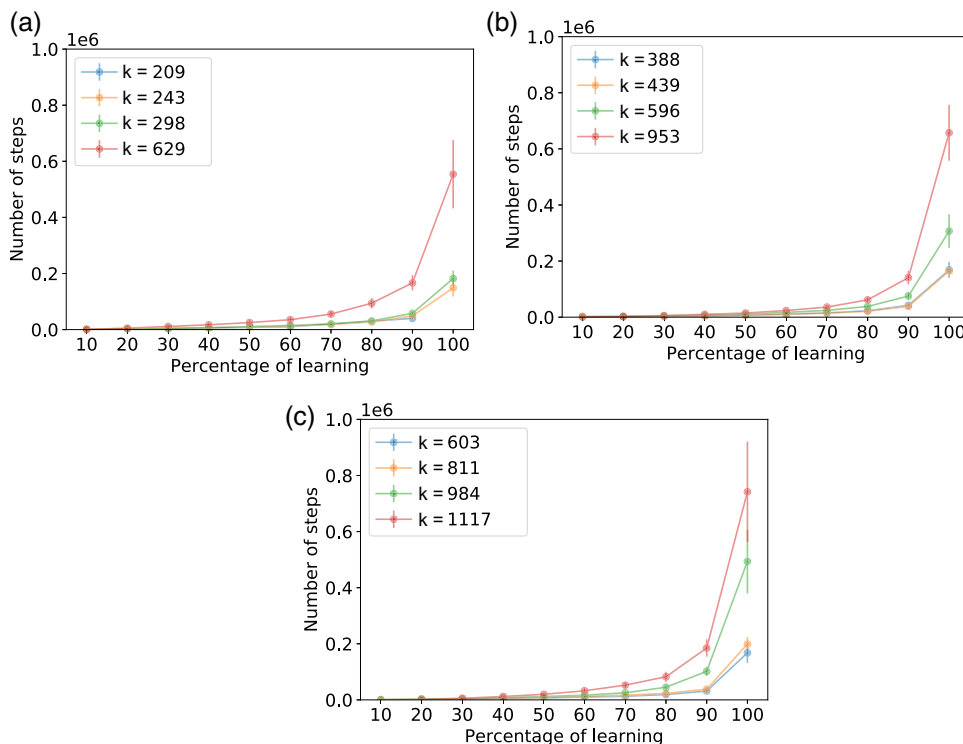 (a)
1e6
1.0
0.8
0.6
0.4
0.2
0.0
Number of steps
k = 209
k = 243
k = 298
k = 629
10 20 30 40 50 60 70 80 90 100
Percentage of learning
(b)
1e6
1.0
0.8
0.6
0.4
0.2
0.0
Number of steps
k = 388
k = 439
k = 596
k = 953
10 20 30 40 50 60 70 80 90 100
Percentage of learning
(c)
1e6
1.0
0.8
0.6
0.4
0.2
0.0
Number of steps
k = 603
k = 811
k = 984
k = 1117
10 20 30 40 50 60 70 80 90 100
Percentage of learning